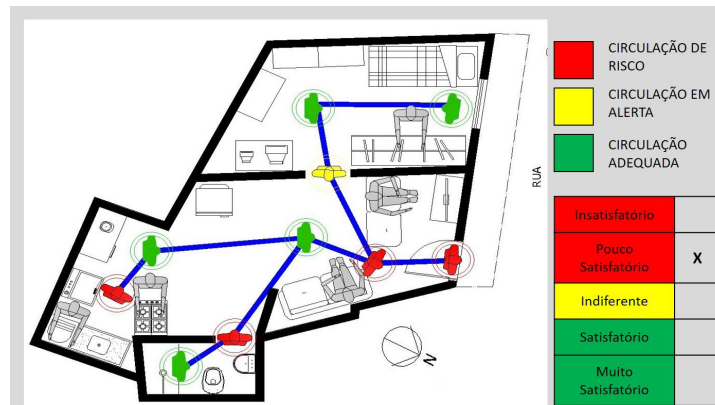 CIRCULAÇÃO DE
RISCO
CIRCULAÇÃO EM
ALERTA
CIRCULAÇÃO
ADEQUADA
RUA
N
Insatisfatório
Pouco
Satisfatório
X
Indiferente
Satisfatório
Muito
Satisfatório